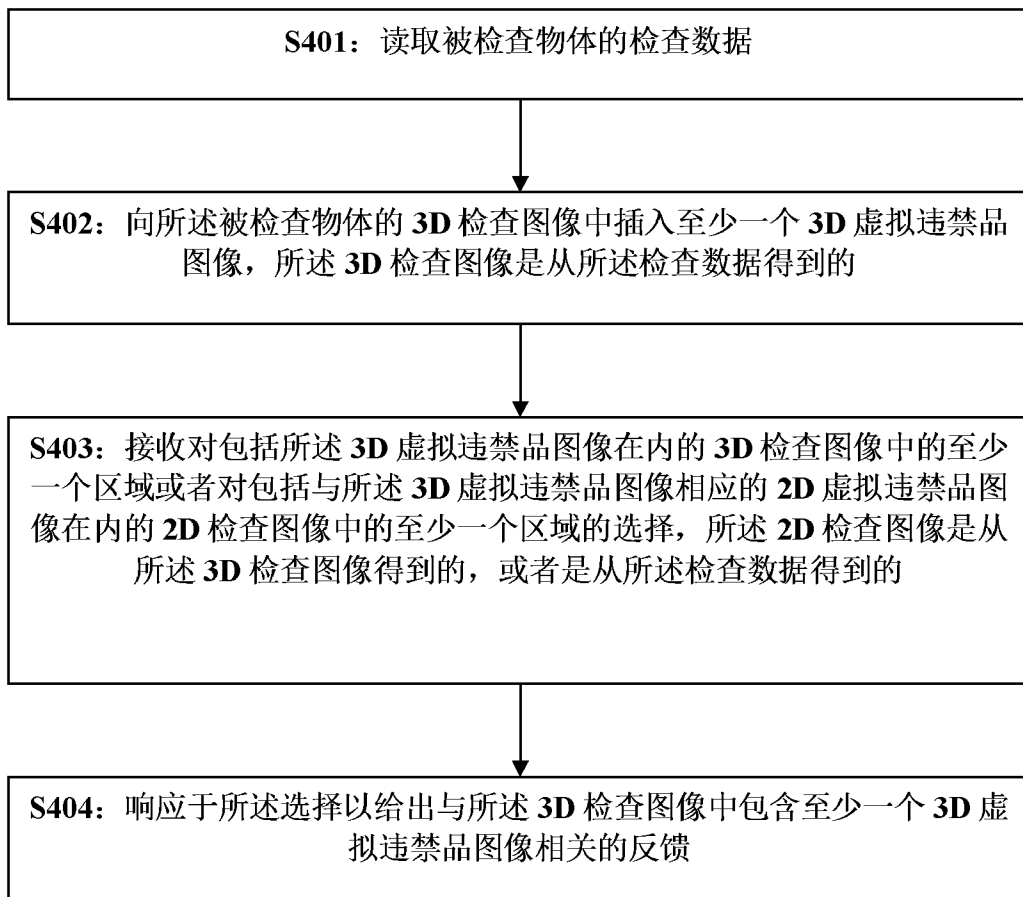 S401：读取被检查物体的检查数据
S402：向所述被检查物体的 3D 检查图像中插入至少一个 3D 虚拟违禁品
图像，所述 3D 检查图像是从所述检查数据得到的
S403：接收对包括所述 3D 虚拟违禁品图像在内的 3D 检查图像中的至少
一个区域或者对包括与所述 3D 虚拟违禁品图像相应的 2D 虚拟违禁品图
像在内的 2D 检查图像中的至少一个区域的选择，所述 2D 检查图像是从
所述 3D 检查图像得到的，或者是从所述检查数据得到的
S404：响应于所述选择以给出与所述 3D 检查图像中包含至少一个 3D 虚
拟违禁品图像相关的反馈